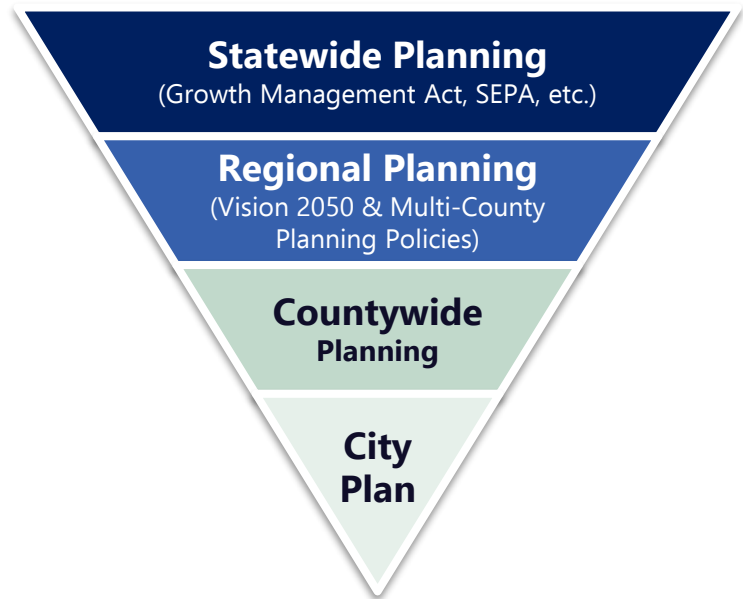 Statewide Planning
(Growth Management Act, SEPA, etc.)
Regional Planning
(Vision 2050 & Multi-County
Planning Policies)
Countywide
Planning
City
Plan